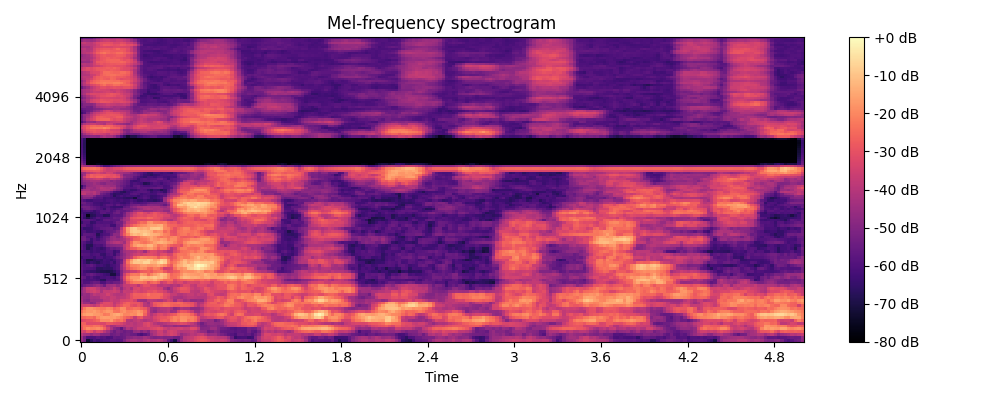 Mel-frequency spectrogram
Hz
4096
2048
1024
512
0
0 0.6 1.2 1.8 2.4 3 3.6 4.2 4.8
Time
+0 dB
-10 dB
-20 dB
-30 dB
-40 dB
-50 dB
-60 dB
-70 dB
-80 dB